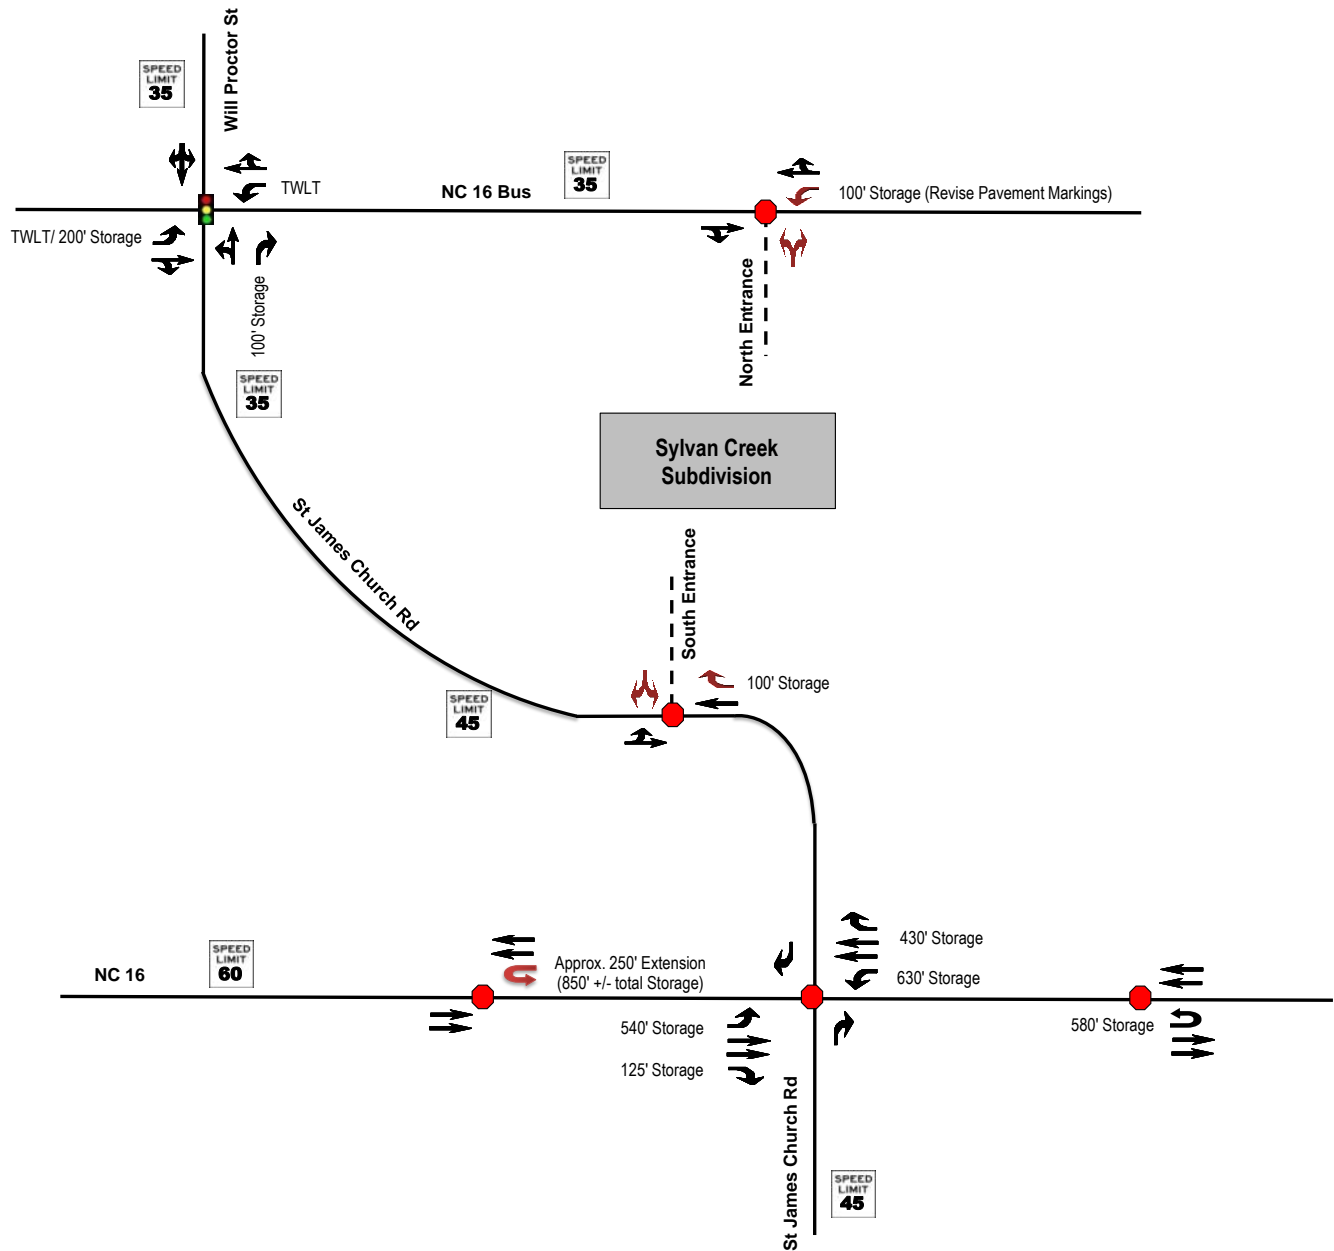 Will Proctor St
SPEED
LIMIT
35
TWLT
NC 16 Bus
SPEED
LIMIT
35
100' Storage (Revise Pavement Markings)
TWLT/ 200' Storage
100' Storage
North Entrance
SPEED
LIMIT
35
Sylvan Creek
Subdivision
St James Church Rd
South Entrance
100' Storage
SPEED
LIMIT
45
NC 16
SPEED
LIMIT
60
Approx. 250' Extension
(850' +/- total Storage)
430' Storage
630' Storage
540' Storage
125' Storage
580' Storage
St James Church Rd
SPEED
LIMIT
45